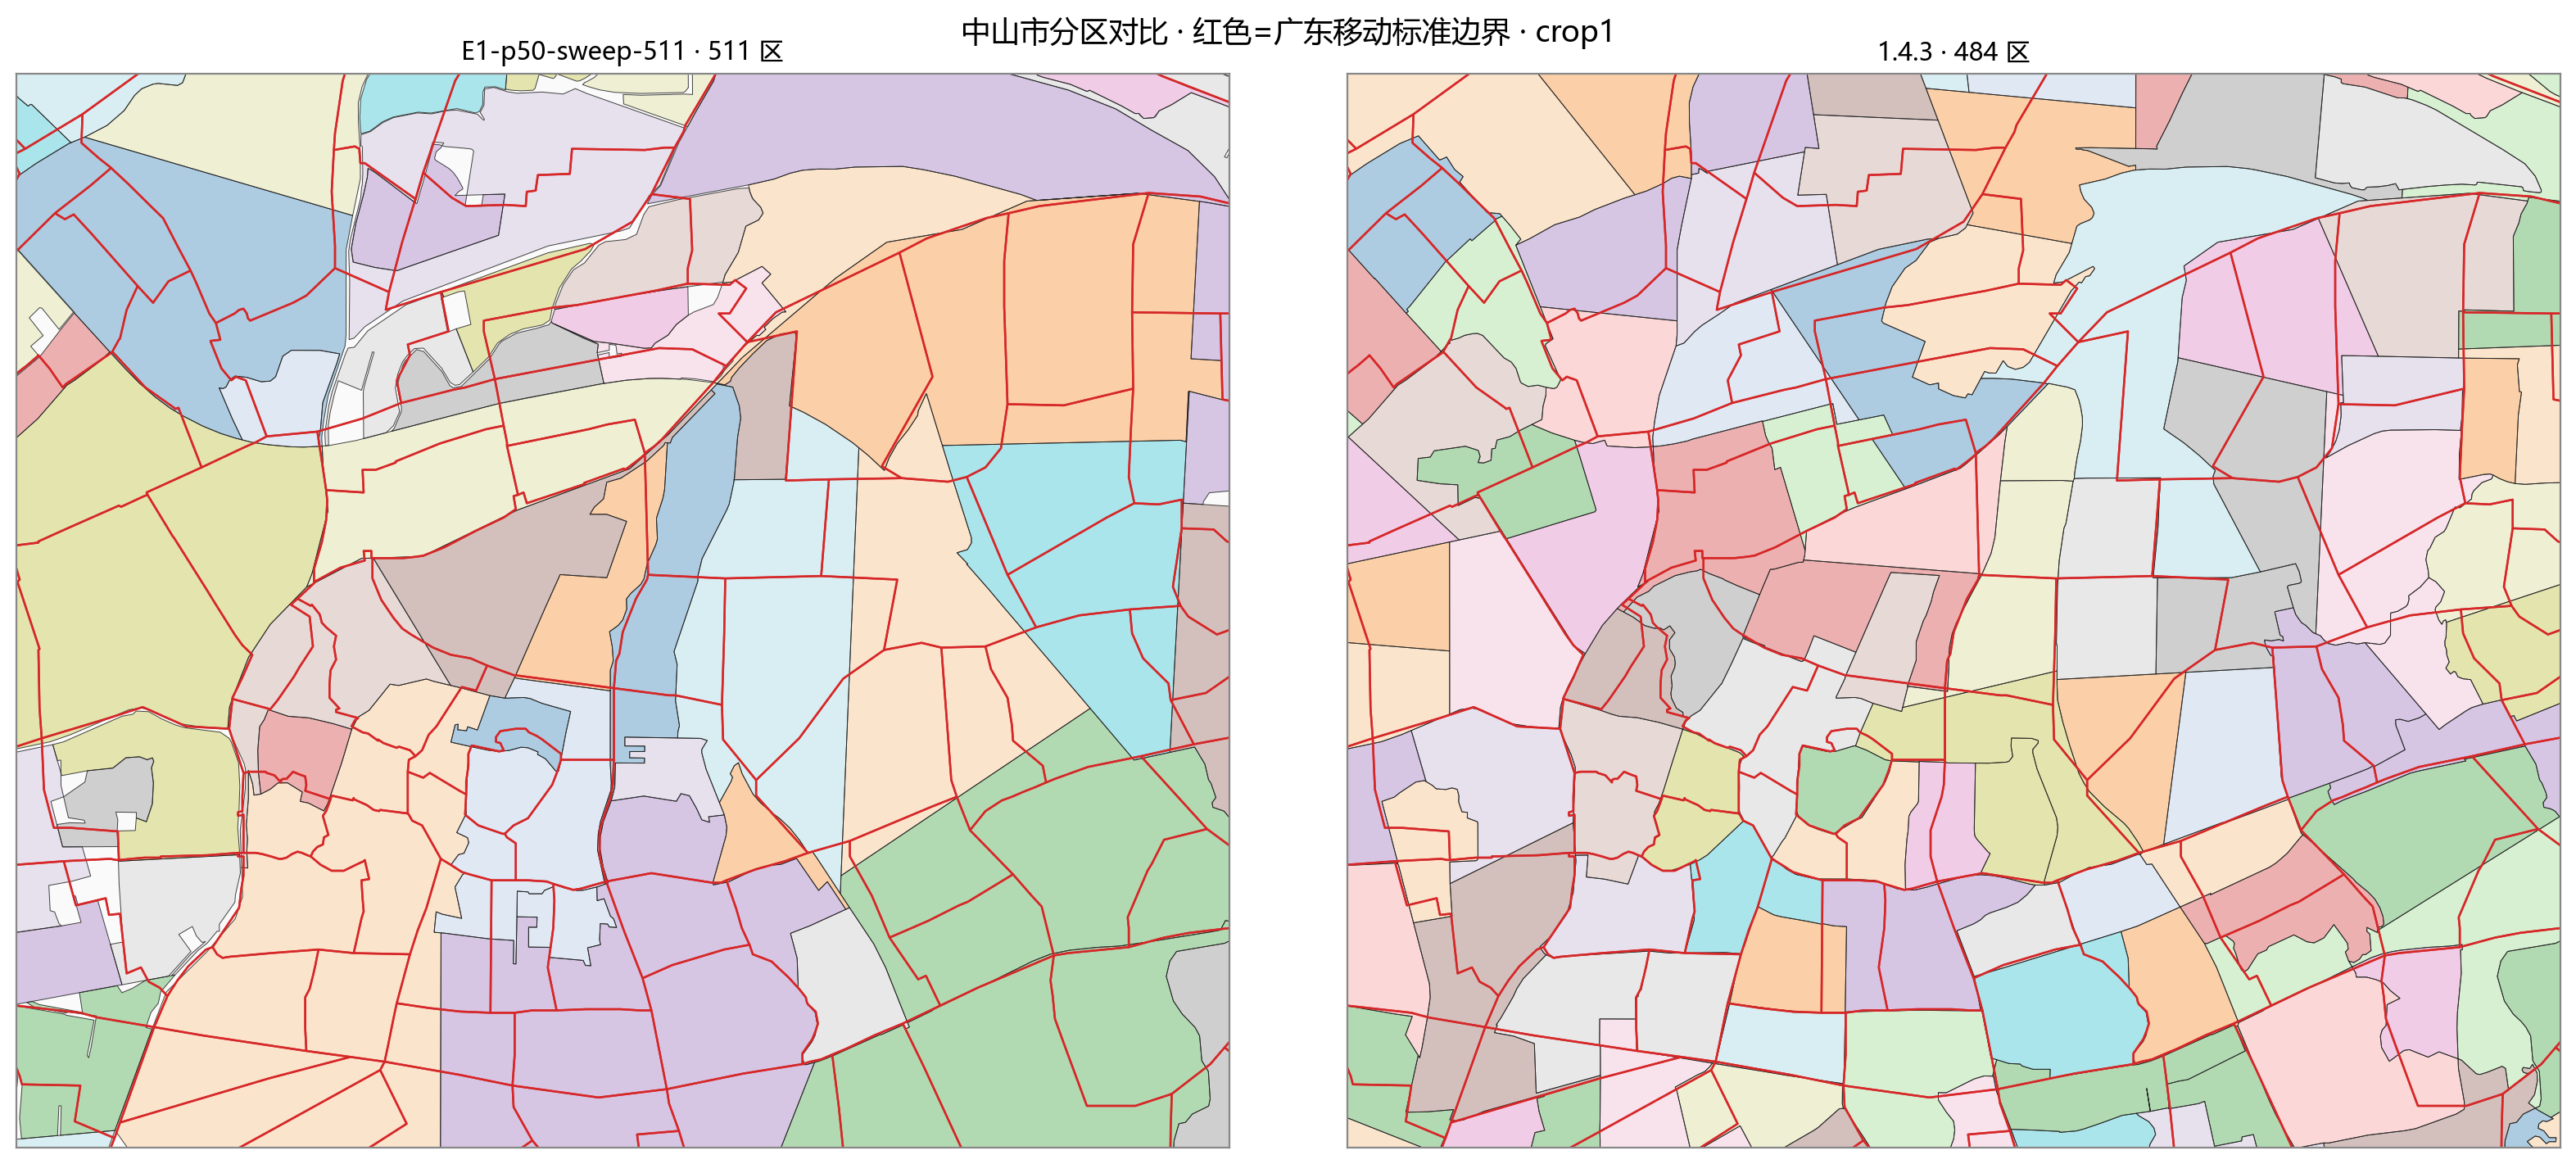 中山市分区对比 · 红色=广东移动标准边界 · crop1
E1-p50-sweep-511 · 511 区
1.4.3 · 484 区